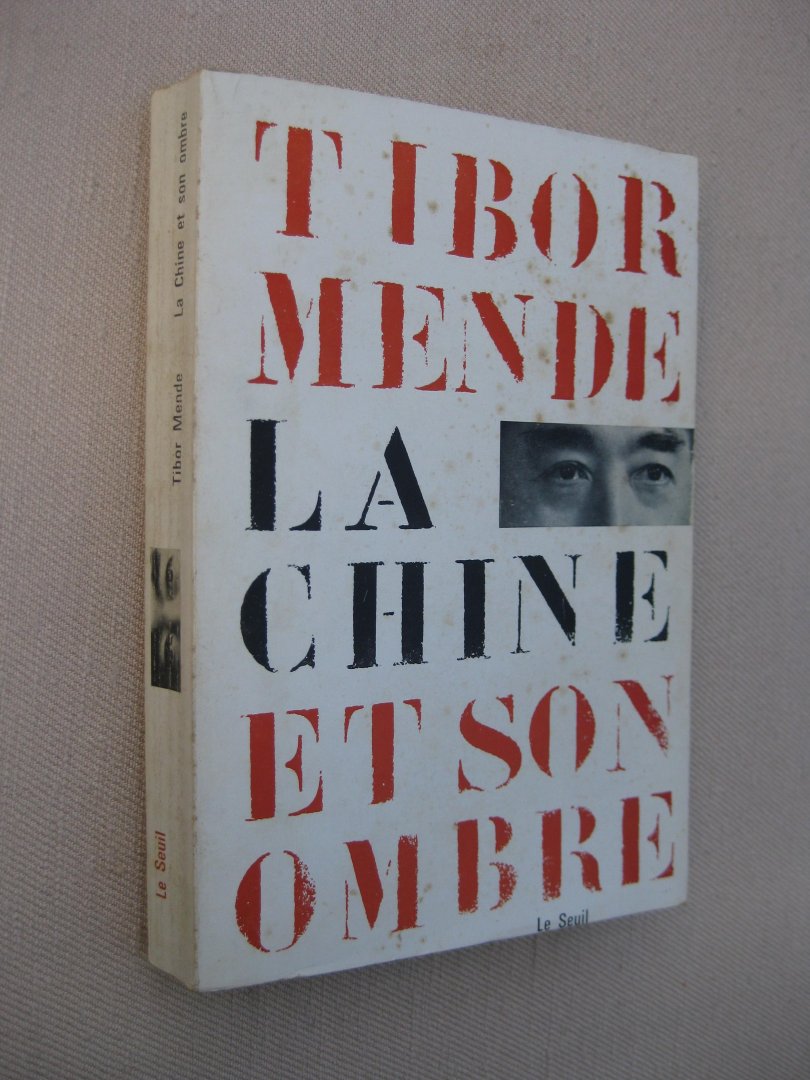 TIBOR
MENDE
LA
CHINE
ET SON
OMBRE
Le Seuil
Tibor Mende La Chine et son ombre
Le Seuil